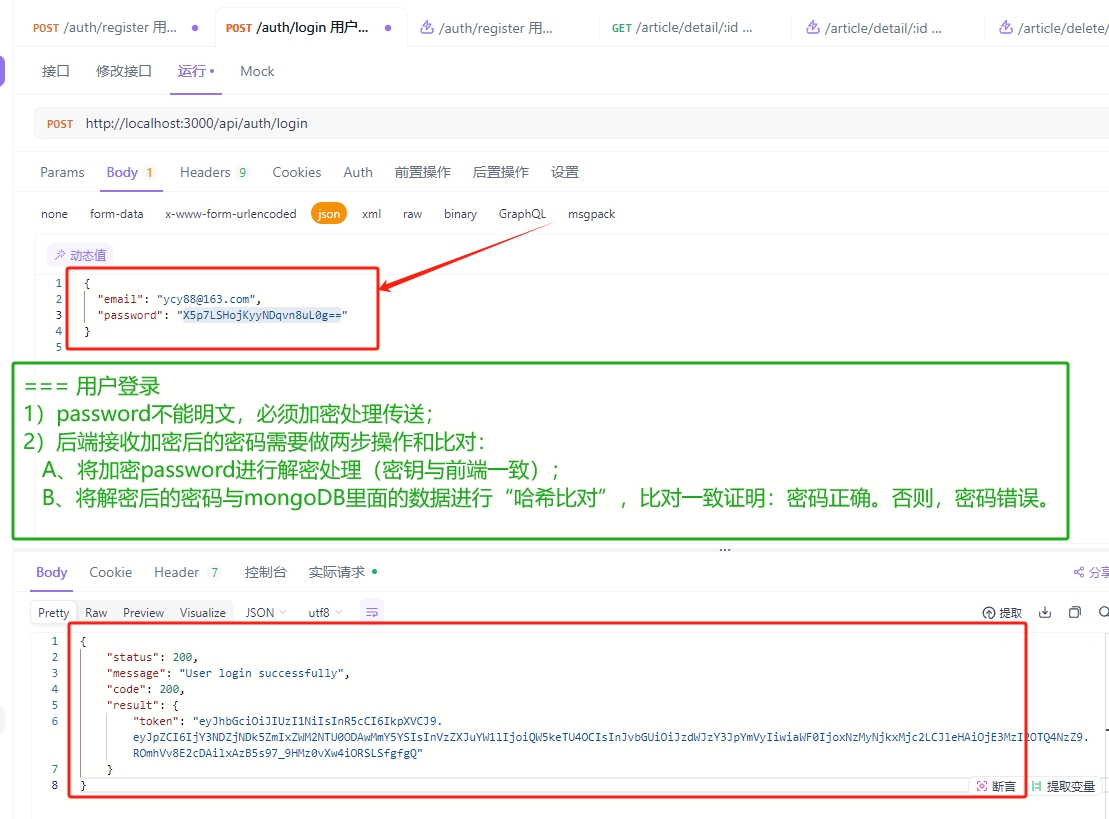 POST /auth/register 用... POST /auth/login 用户... /auth/register 用... GET /article/detail/:id ... /article/detail/:id ... /article/delete/
接口 修改接口 运行 Mock
POST http://localhost:3000/api/auth/login
Params Body 1 Headers 9 Cookies Auth 前置操作 后置操作 设置
none form-data x-www-form-urlencoded json xml raw binary GraphQL msgpack
动态值
1 {
2 "email": "ycy88@163.com",
3 "password": "X5p7LSHojKyyNDqvn8uL0g=="
4 }
5
=== 用户登录
1）password不能明文，必须加密处理传送；
2）后端接收加密后的密码需要做两步操作和比对：
A、将加密password进行解密处理（密钥与前端一致）；
B、将解密后的密码与mongoDB里面的数据进行“哈希比对”，比对一致证明：密码正确。否则，密码错误。
...
Body Cookie Header 7 控制台 实际请求 分享
Pretty Raw Preview Visualize JSON utf8 提取
1 {
2 "status": 200,
3 "message": "User login successfully",
4 "code": 200,
5 "result": {
6 "token": "eyJhbGciOiJIUzI1NiIsInR5cCI6IkpXVCJ9.
eyJpZCI6IjY3NDZjNDk5ZmIxZWM2NTU0ODAwMmY5YSIsInVzZXJuYW1lIjoiQW5keTU4OCIsInJvbGUiOiJzdWJzY3JpYmVyIiwiaWF0IjoxNzMyNjkxMjc2LCJleHAiOjE3MzI2OTQ4NzZ9.
ROmhVv8E2cDAilxAzB5s97_9HMz0vXw4iORSLSfgfgQ"
7 }
8 }
断言 提取变量